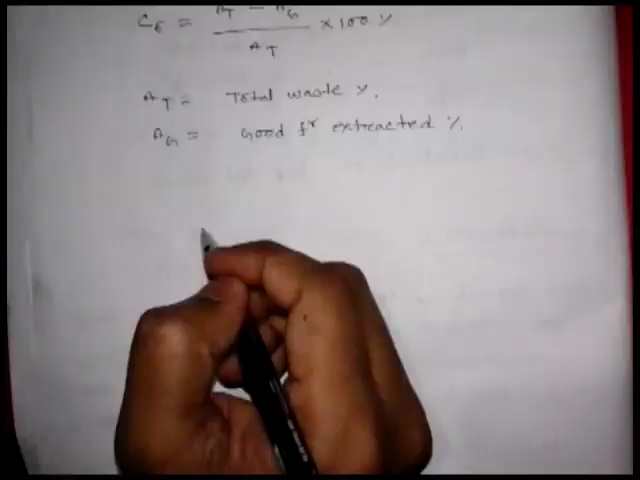 C_E = A_T - A_G / A_T × 100 %
A_T = Total waste %.
A_G = Good fr extracted %.